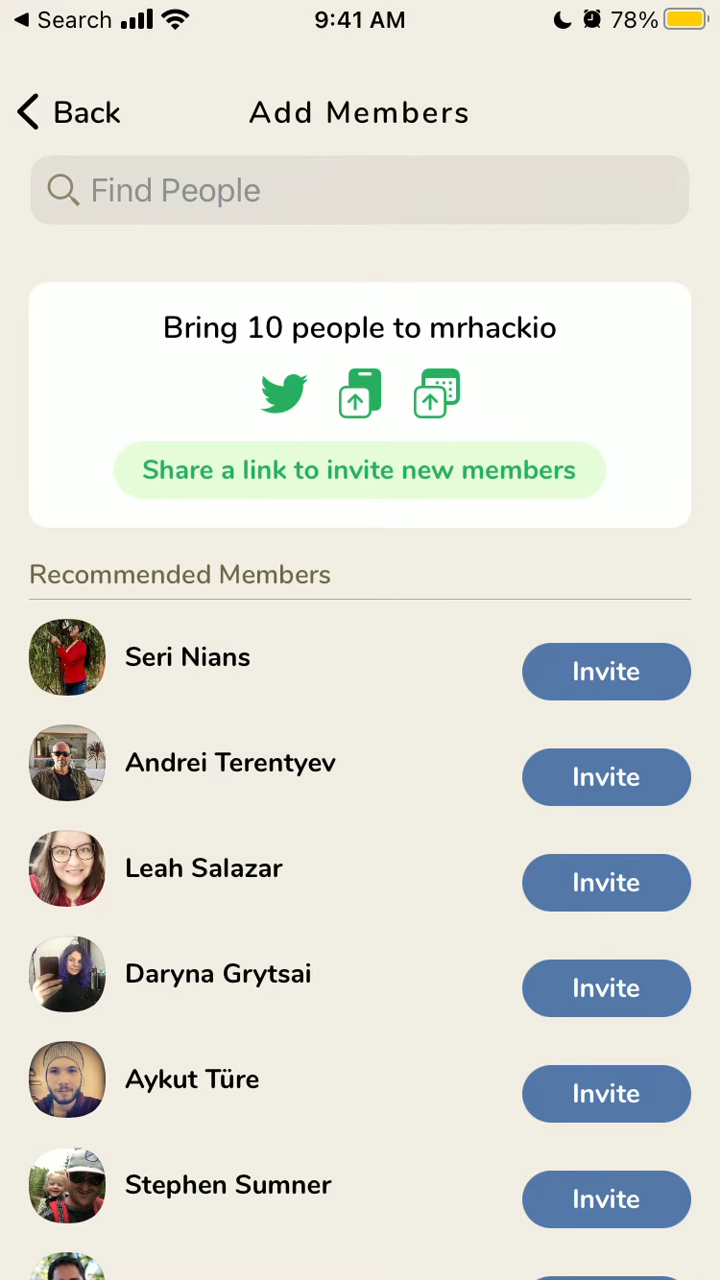 Search 9:41 AM 78%
Back Add Members
Find People
Bring 10 people to mrhackio
Share a link to invite new members
Recommended Members
Seri Nians Invite
Andrei Terentyev Invite
Leah Salazar Invite
Daryna Grytsai Invite
Aykut Türe Invite
Stephen Sumner Invite